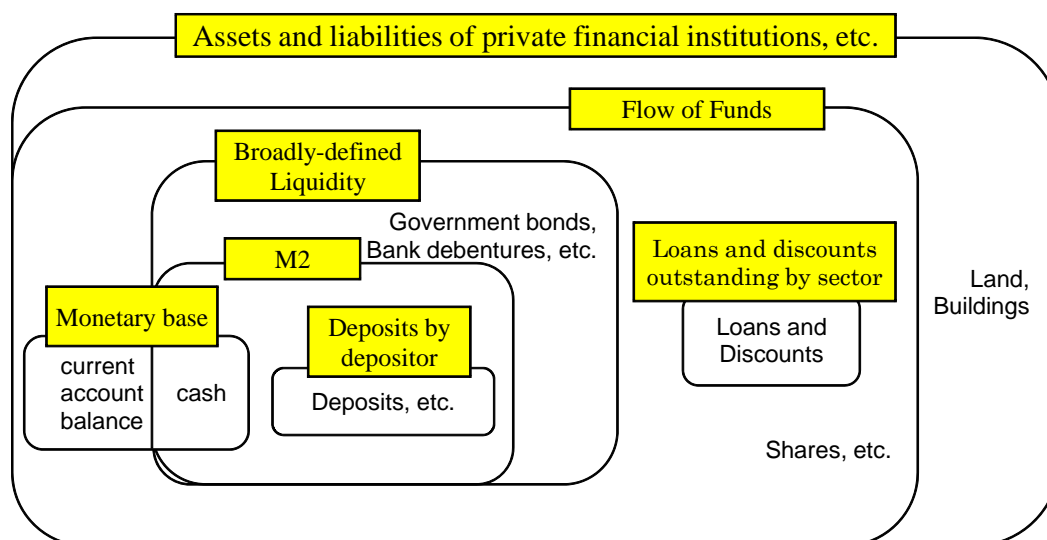 Assets and liabilities of private financial institutions, etc.
Flow of Funds
Broadly-defined
Liquidity
Government bonds,
Bank debentures, etc.
M2
Loans and discounts
outstanding by sector
Land,
Buildings
Monetary base
Deposits by
depositor
Loans and
Discounts
current
account
balance
cash
Deposits, etc.
Shares, etc.